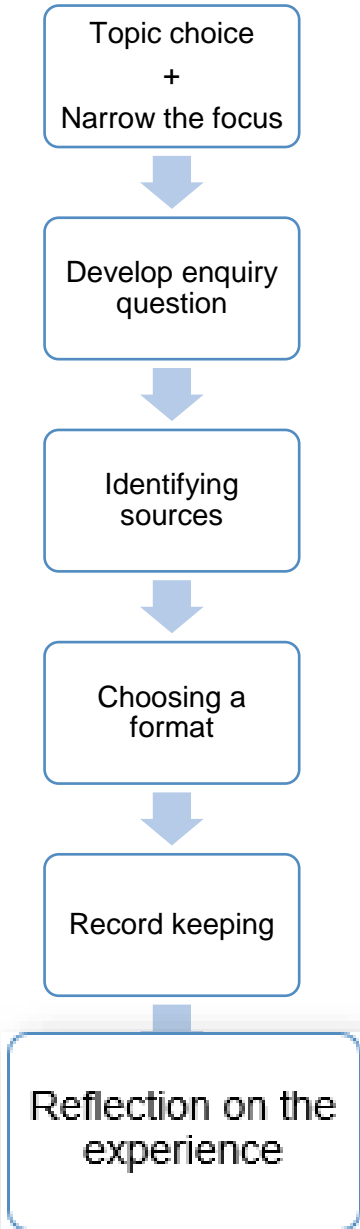 Topic choice
+
Narrow the focus
Develop enquiry
question
Identifying
sources
Choosing a
format
Record keeping
Reflection on the
experience